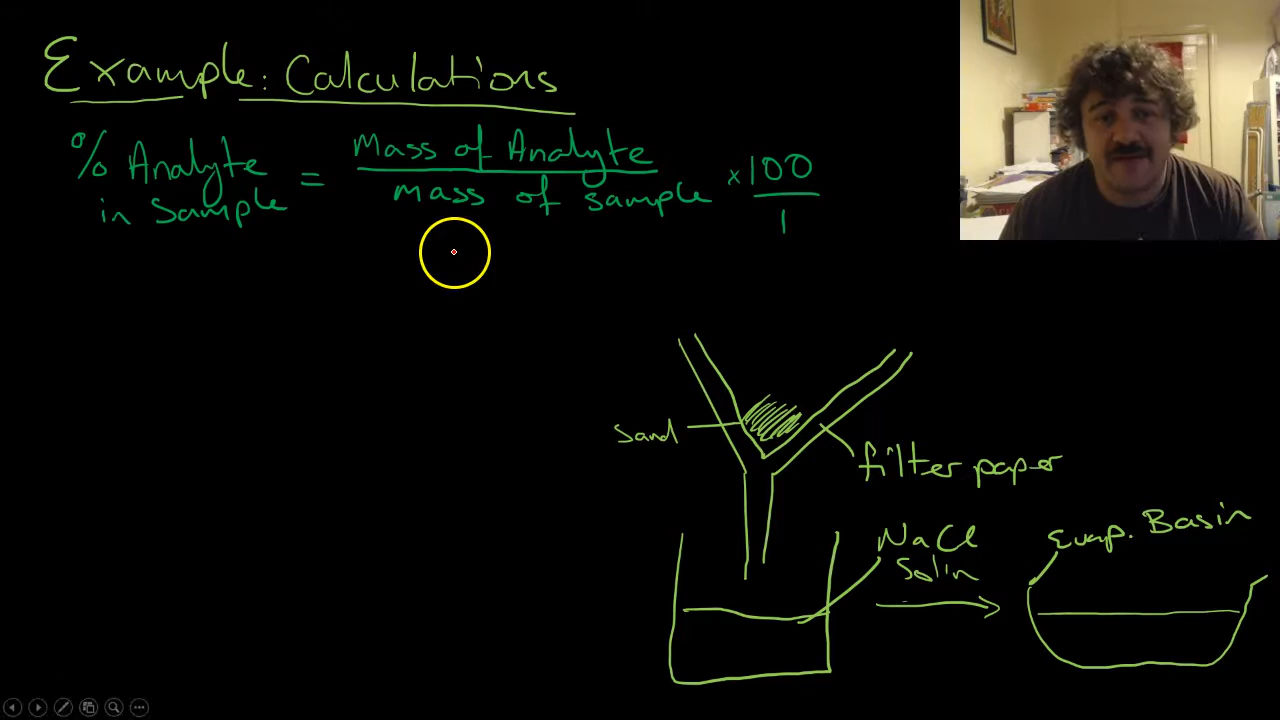 Example: Calculations
% Analyte in Sample = Mass of Analyte / mass of sample × 100 / 1
Sand
filter paper
NaCl
Sol'n
Evap. Basin